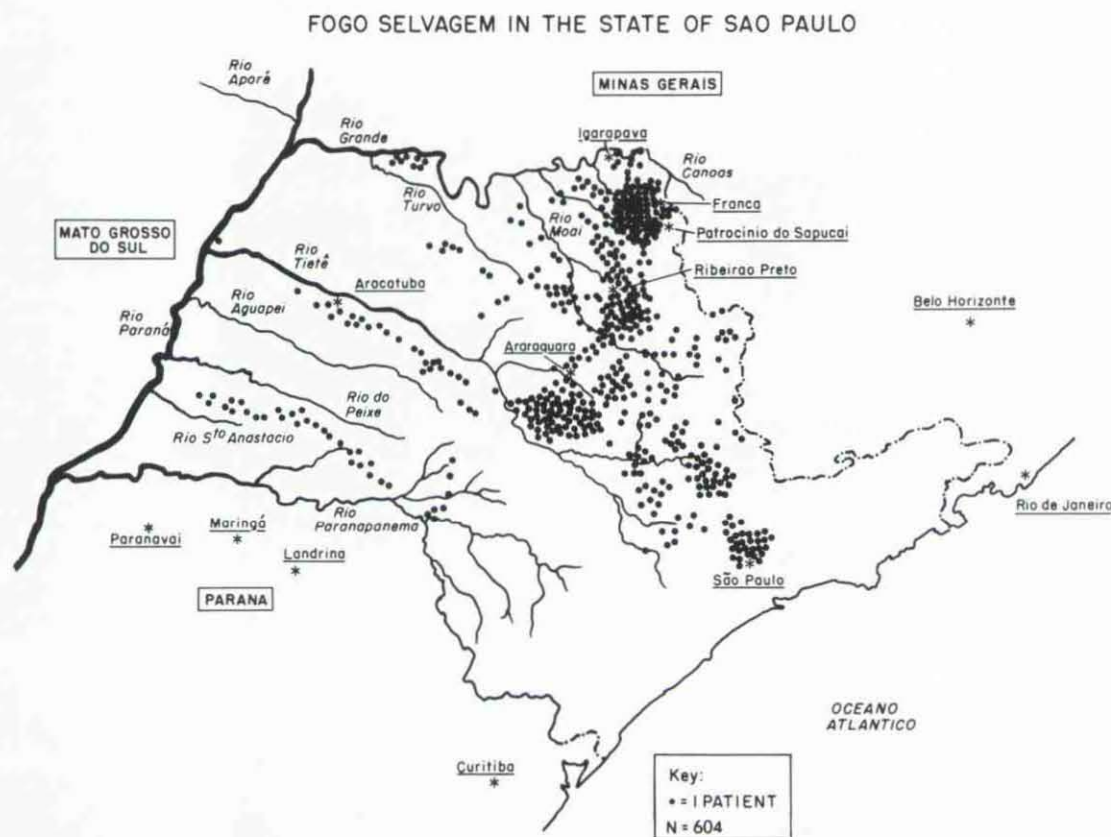 FOGO SELVAGEM IN THE STATE OF SAO PAULO
Rio
Aporê
MINAS GERAIS
Rio
Grande
Igarapava
Rio
Canoas
Rio
Turvo
Franca
MATO GROSSO
DO SUL
Rio
Moai
Patrocínio do Sapucai
Rio
Tietê
Ribeirao Preto
Aracatuba
Rio
Aguapei
Belo Horizonte
Rio
Paraná
Araraquara
Rio do
Peixe
Rio Sto Anastacio
Rio
Paranapanema
Rio de Janeiro
Paranavai
Maringá
Landrina
São Paulo
PARANA
OCEANO
ATLANTICO
Curitiba
Key:
• = 1 PATIENT
N = 604